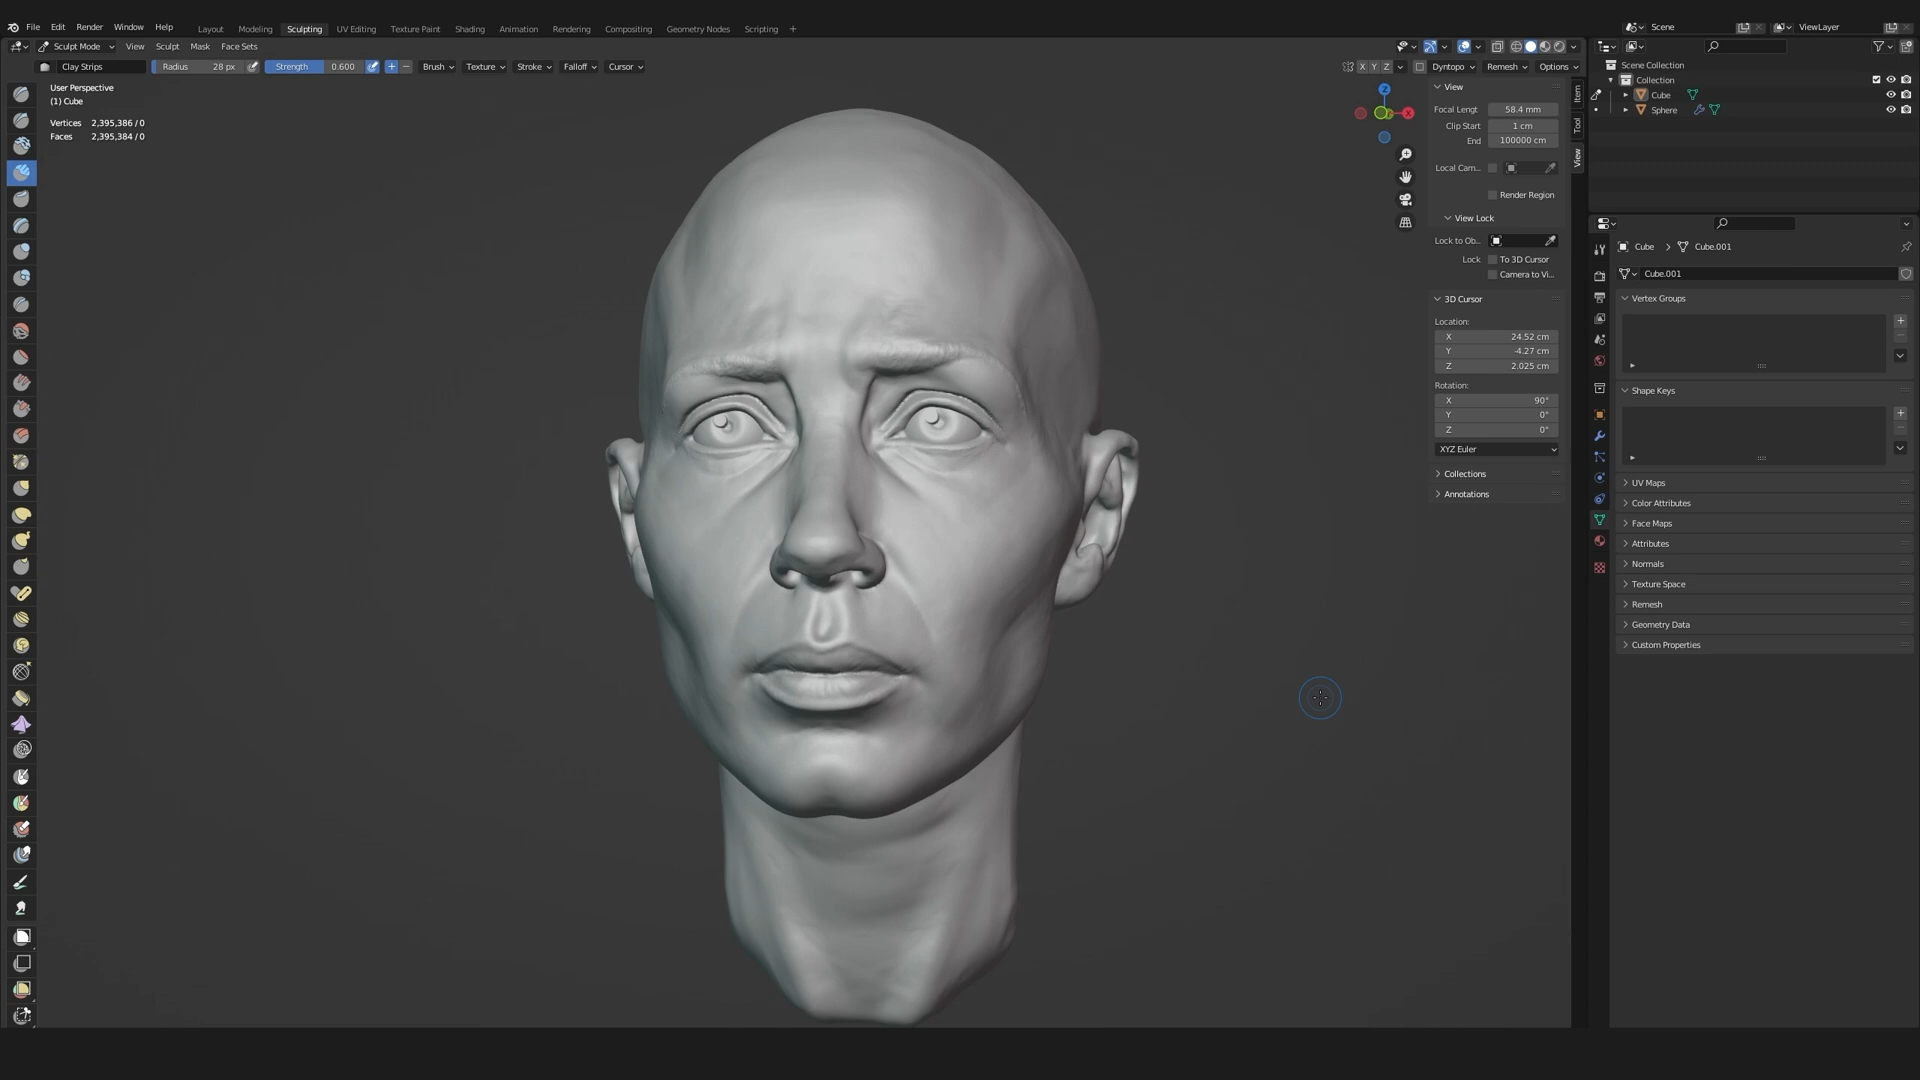 File Edit Render Window Help Layout Modeling Sculpting UV Editing Texture Paint Shading Animation Rendering Compositing Geometry Nodes Scripting + Scene ViewLayer
Sculpt Mode View Sculpt Mask Face Sets
Clay Strips Radius 28 px Strength 0.600 + − Brush Texture Stroke Falloff Cursor X Y Z Dyntopo Remesh Options
User Perspective
(1) Cube
Vertices 2,395,386 / 0
Faces 2,395,384 / 0
Z
X
View
Focal Lengt 58.4 mm
Clip Start 1 cm
End 100000 cm
Local Cam...
Render Region
View Lock
Lock to Ob...
Lock To 3D Cursor
Camera to Vi...
3D Cursor
Location:
X 24.52 cm
Y -4.27 cm
Z 2.025 cm
Rotation:
X 90°
Y 0°
Z 0°
XYZ Euler
Collections
Annotations
Item
Tool
View
Scene Collection
Collection
Cube
Sphere
Cube > Cube.001
Cube.001
Vertex Groups
Shape Keys
UV Maps
Color Attributes
Face Maps
Attributes
Normals
Texture Space
Remesh
Geometry Data
Custom Properties